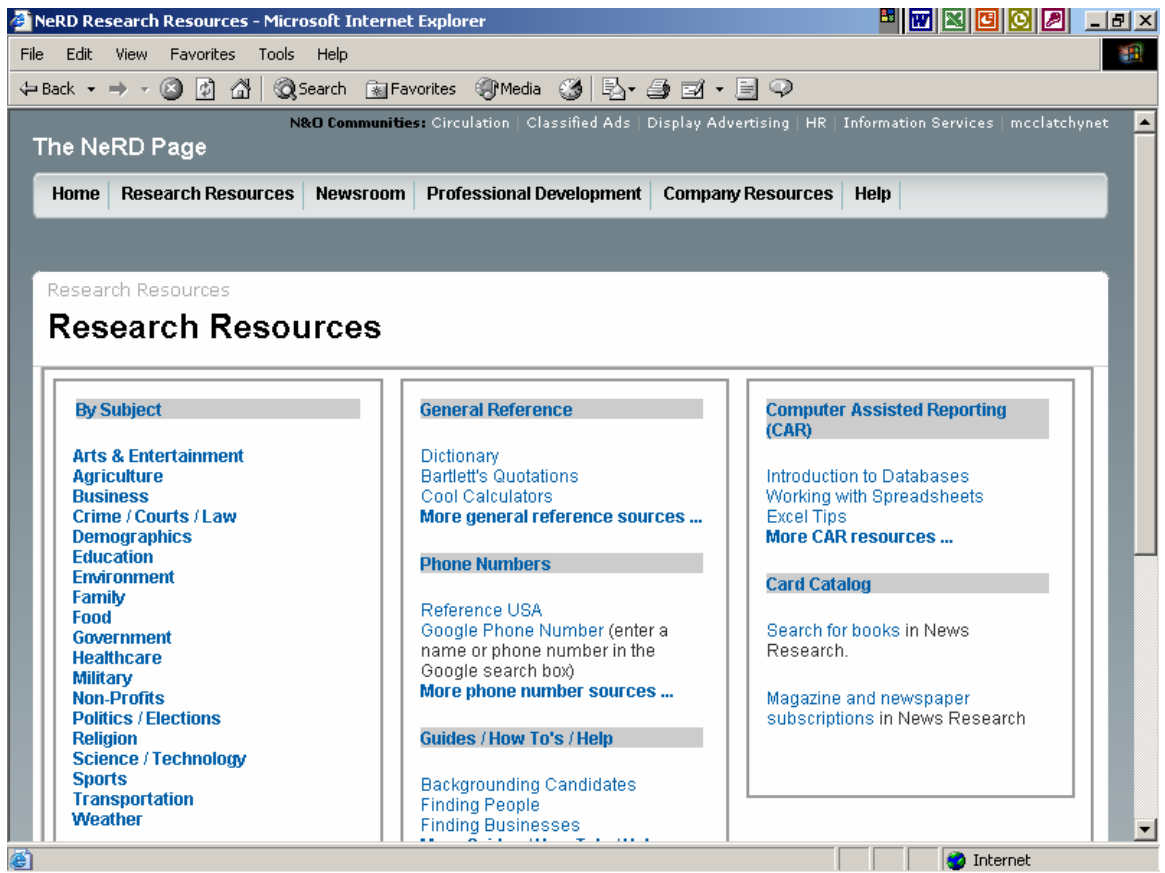 NeRD Research Resources - Microsoft Internet Explorer
File Edit View Favorites Tools Help
Back Search Favorites Media
N&O Communities: Circulation | Classified Ads | Display Advertising | HR | Information Services | mcclatchynet
The NeRD Page
Home Research Resources Newsroom Professional Development Company Resources Help
Research Resources
Research Resources
By Subject
Arts & Entertainment
Agriculture
Business
Crime / Courts / Law
Demographics
Education
Environment
Family
Food
Government
Healthcare
Military
Non-Profits
Politics / Elections
Religion
Science / Technology
Sports
Transportation
Weather
General Reference
Dictionary
Bartlett's Quotations
Cool Calculators
More general reference sources ...
Phone Numbers
Reference USA
Google Phone Number (enter a
name or phone number in the
Google search box)
More phone number sources ...
Guides / How To's / Help
Backgrounding Candidates
Finding People
Finding Businesses
Computer Assisted Reporting
(CAR)
Introduction to Databases
Working with Spreadsheets
Excel Tips
More CAR resources ...
Card Catalog
Search for books in News
Research.
Magazine and newspaper
subscriptions in News Research
Internet